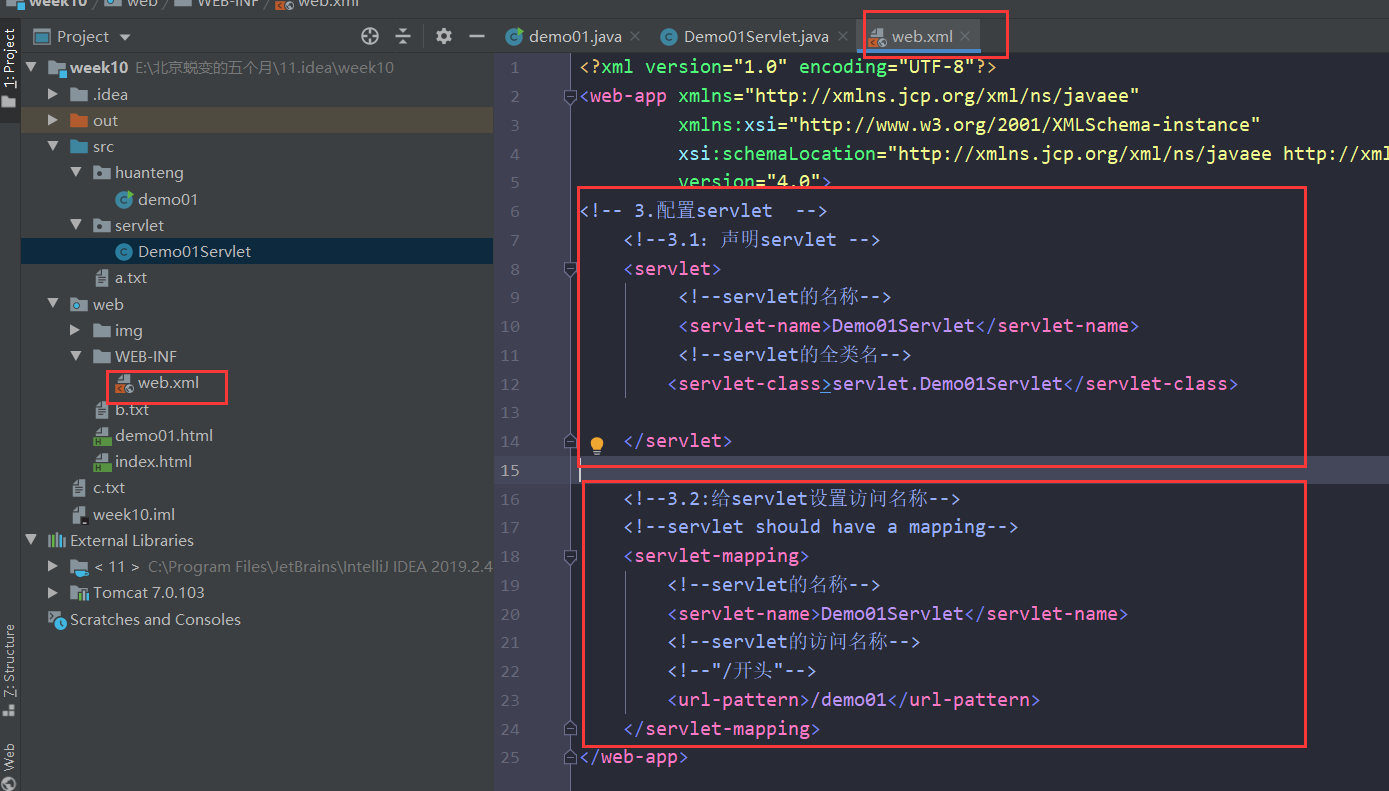 week10 / web / WEB-INF / web.xml
1: Project
Project
demo01.java
Demo01Servlet.java
web.xml
week10 E:\北京蜕变的五个月\11.idea\week10
.idea
out
src
huanteng
demo01
servlet
Demo01Servlet
a.txt
web
img
WEB-INF
web.xml
b.txt
demo01.html
index.html
c.txt
week10.iml
External Libraries
< 11 > C:\Program Files\JetBrains\IntelliJ IDEA 2019.2.4
Tomcat 7.0.103
Scratches and Consoles
Z: Structure
Web
1 <?xml version="1.0" encoding="UTF-8"?>
2 <web-app xmlns="http://xmlns.jcp.org/xml/ns/javaee"
3 xmlns:xsi="http://www.w3.org/2001/XMLSchema-instance"
4 xsi:schemaLocation="http://xmlns.jcp.org/xml/ns/javaee http://xml
5 version="4.0">
6 <!-- 3.配置servlet -->
7 <!--3.1：声明servlet -->
8 <servlet>
9 <!--servlet的名称-->
10 <servlet-name>Demo01Servlet</servlet-name>
11 <!--servlet的全类名-->
12 <servlet-class>servlet.Demo01Servlet</servlet-class>
13
14 </servlet>
15
16 <!--3.2:给servlet设置访问名称-->
17 <!--servlet should have a mapping-->
18 <servlet-mapping>
19 <!--servlet的名称-->
20 <servlet-name>Demo01Servlet</servlet-name>
21 <!--servlet的访问名称-->
22 <!--"/开头"-->
23 <url-pattern>/demo01</url-pattern>
24 </servlet-mapping>
25 </web-app>